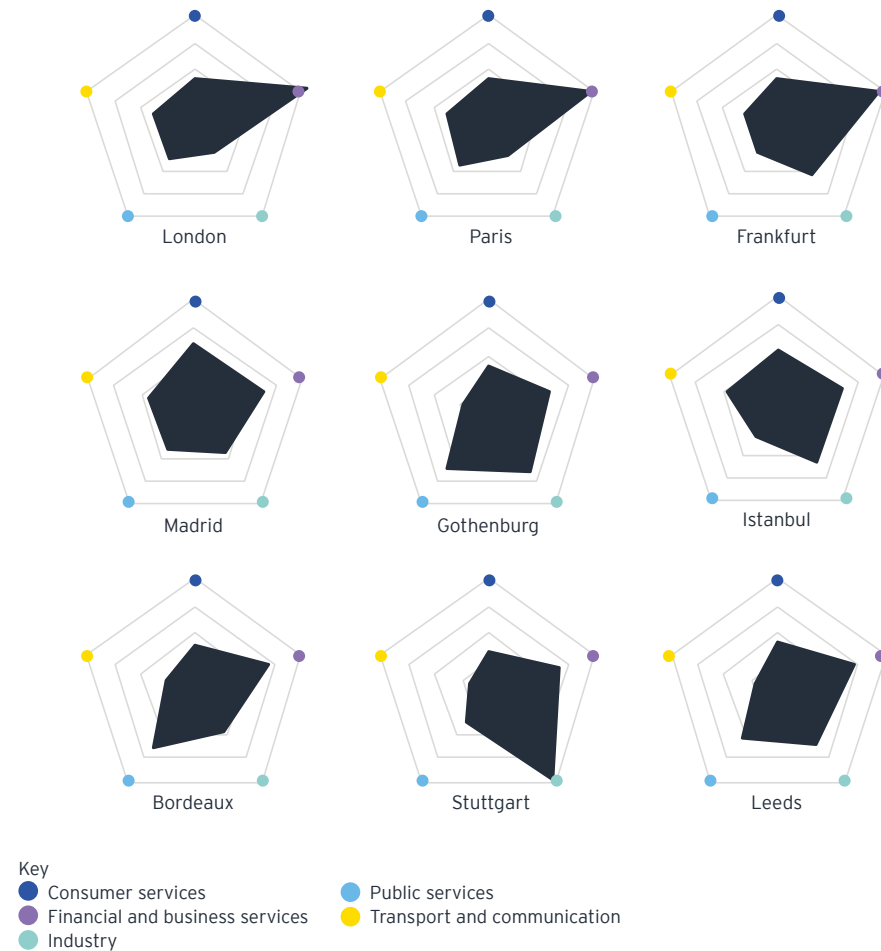 London
Paris
Frankfurt
Madrid
Gothenburg
Istanbul
Bordeaux
Stuttgart
Leeds
Key
Consumer services
Public services
Financial and business services
Transport and communication
Industry